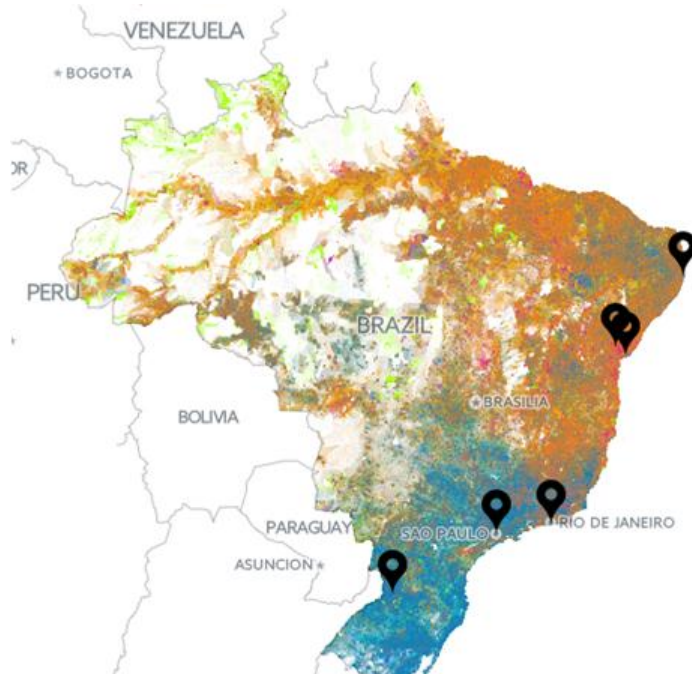 VENEZUELA
BOGOTA
OR
PERU
BRAZIL
BRASILIA
BOLIVIA
PARAGUAY
SAO PAULO
RIO DE JANEIRO
ASUNCION